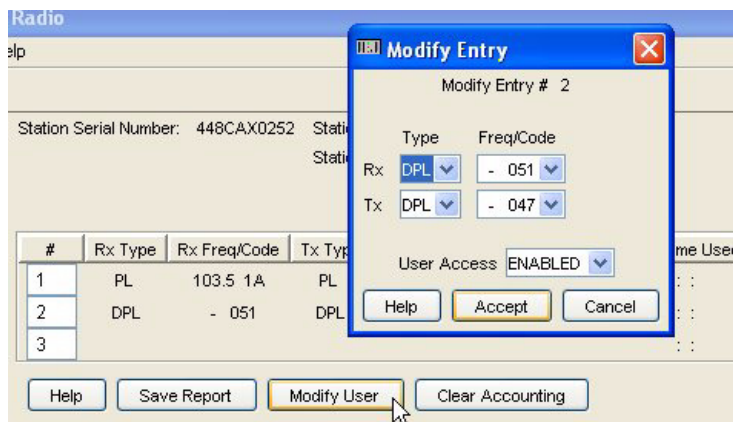 Radio
elp
Modify Entry
Modify Entry # 2
Station Serial Number: 448CAX0252
Type Freq/Code
Rx DPL - 051
Tx DPL - 047
User Access ENABLED
Help Accept Cancel
# Rx Type Rx Freq/Code Tx Typ me Used
1 PL 103.5 1A PL : :
2 DPL - 051 DPL : :
3 : :
Help Save Report Modify User Clear Accounting